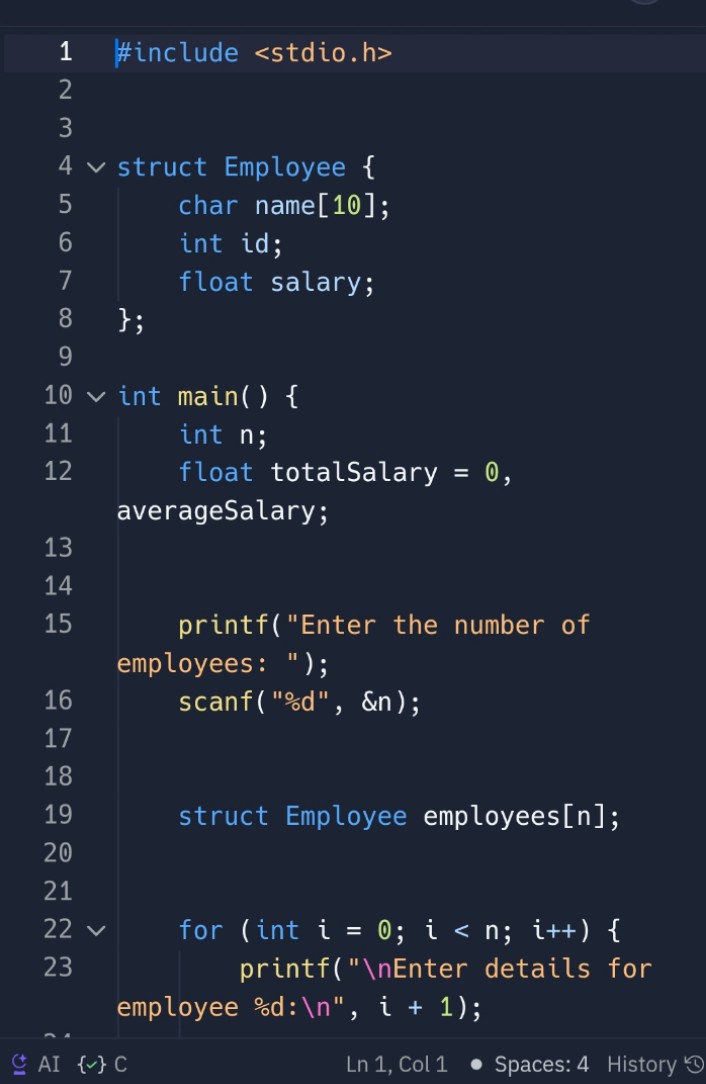 1 #include <stdio.h>
2
3
4 struct Employee {
5     char name[10];
6     int id;
7     float salary;
8 };
9
10 int main() {
11     int n;
12     float totalSalary = 0,
averageSalary;
13
14
15     printf("Enter the number of
employees: ");
16     scanf("%d", &n);
17
18
19     struct Employee employees[n];
20
21
22     for (int i = 0; i < n; i++) {
23         printf("\nEnter details for
employee %d:\n", i + 1);
AI {✓} C Ln 1, Col 1 ● Spaces: 4 History